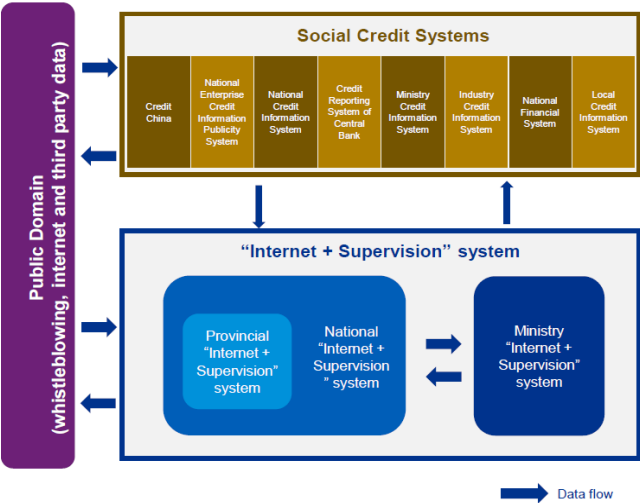 Public Domain
(whistleblowing, internet and third party data)
Social Credit Systems
Credit
China
National
Enterprise
Credit
Information
Publicity
System
National
Credit
Information
System
Credit
Reporting
System of
Central
Bank
Ministry
Credit
Information
System
Industry
Credit
Information
System
National
Financial
System
Local
Credit
Information
System
“Internet + Supervision” system
Provincial
“Internet +
Supervision”
system
National
“Internet +
Supervision
” system
Ministry
“Internet +
Supervision”
system
Data flow